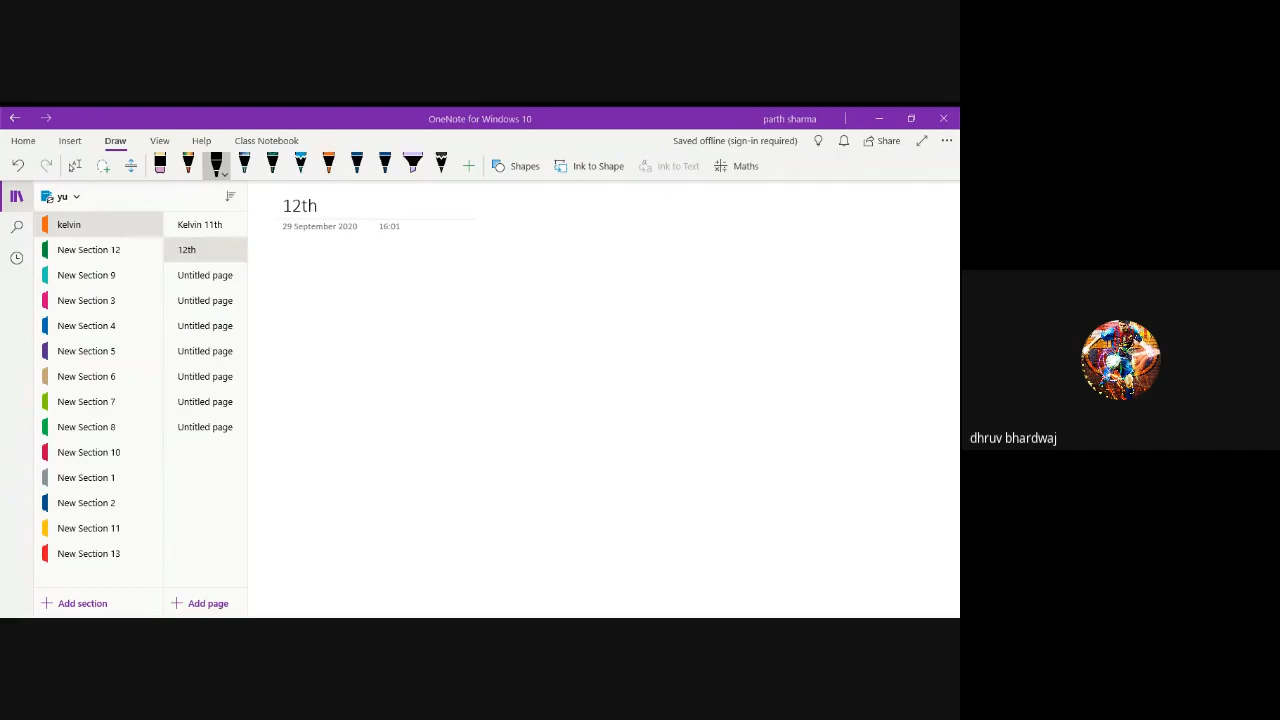 OneNote for Windows 10
parth sharma
Home Insert Draw View Help Class Notebook
Saved offline (sign-in required)
Share
Shapes
Ink to Shape
Ink to Text
Maths
yu
kelvin
New Section 12
New Section 9
New Section 3
New Section 4
New Section 5
New Section 6
New Section 7
New Section 8
New Section 10
New Section 1
New Section 2
New Section 11
New Section 13
Add section
Kelvin 11th
12th
Untitled page
Untitled page
Untitled page
Untitled page
Untitled page
Untitled page
Untitled page
Add page
12th
29 September 2020 16:01
dhruv bhardwaj